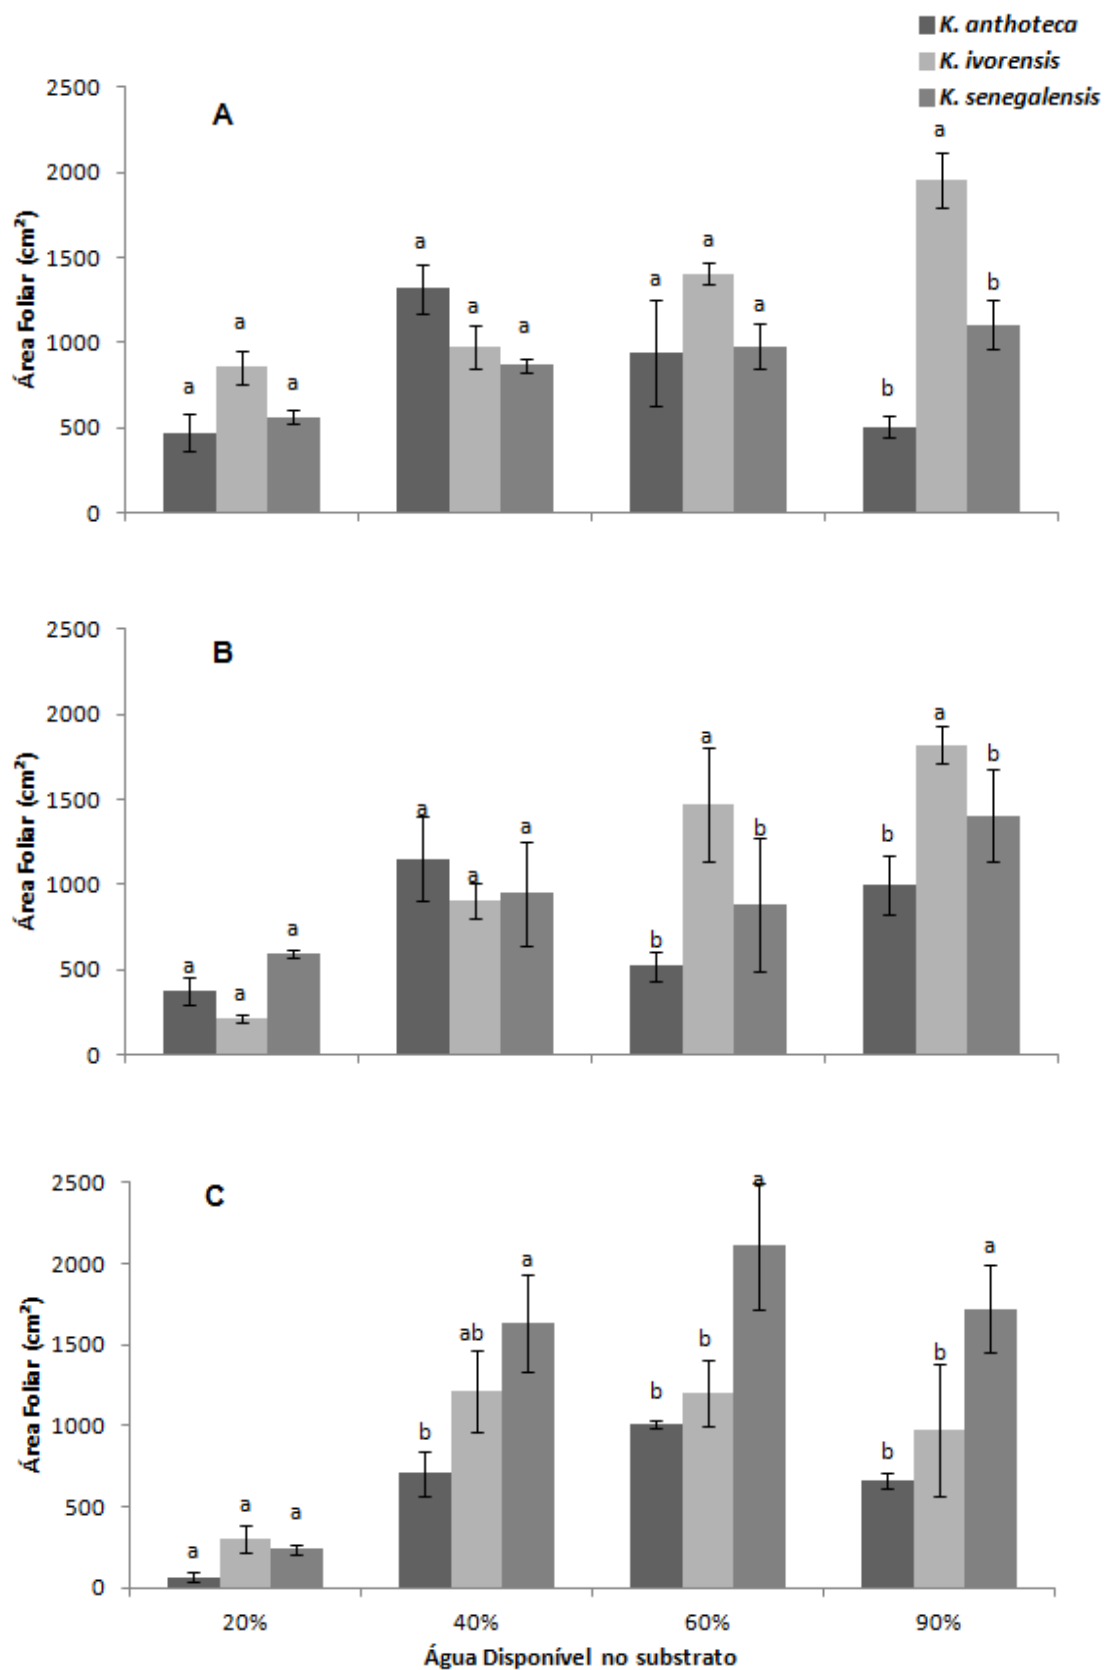 K. anthoteca
K. ivorensis
K. senegalensis
A
Área Foliar (cm²)
2500
2000
1500
1000
500
0
a a a
a a a
a a a
b a b
B
Área Foliar (cm²)
2500
2000
1500
1000
500
0
a a a
a a a
b a b
b a b
C
Área Foliar (cm²)
2500
2000
1500
1000
500
0
a a a
b ab a
b b a
b b a
20% 40% 60% 90%
Água Disponível no substrato